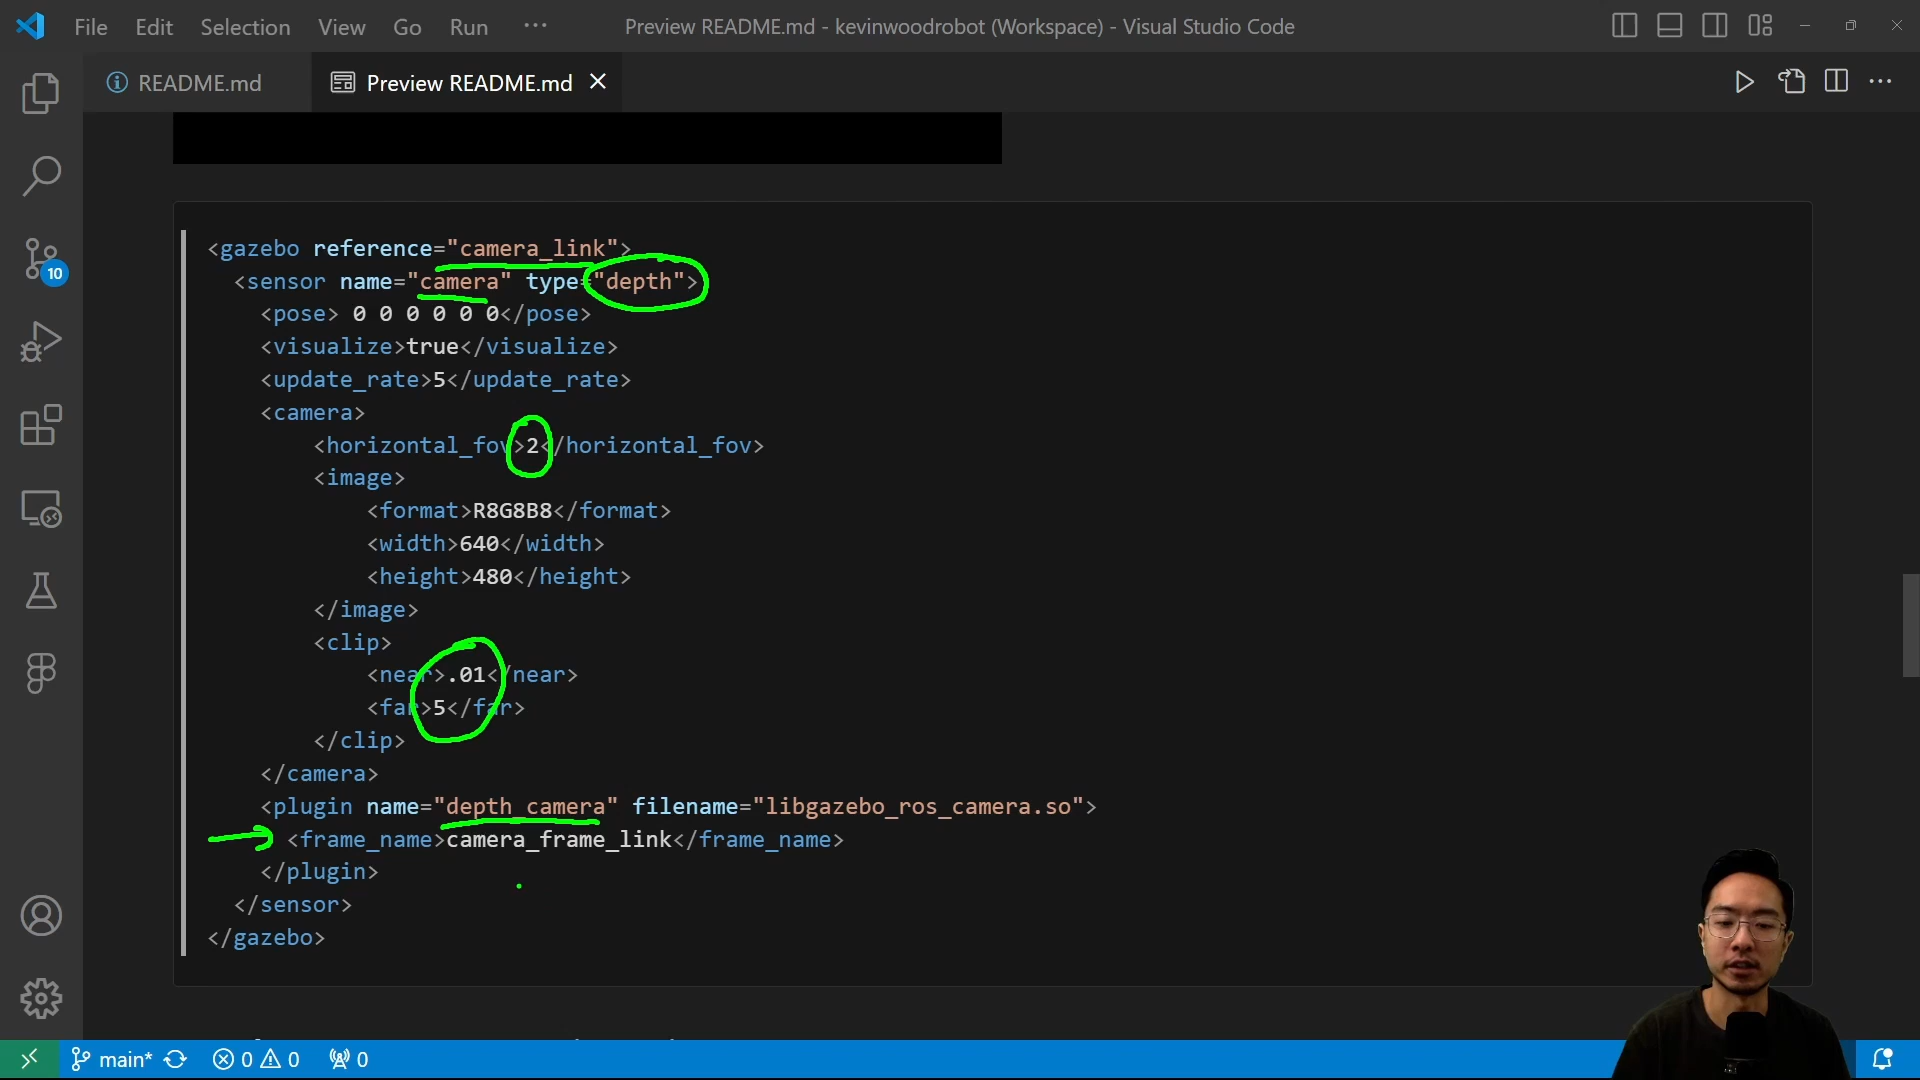 File Edit Selection View Go Run ··· Preview README.md - kevinwoodrobot (Workspace) - Visual Studio Code
README.md Preview README.md
<gazebo reference="camera_link">
<sensor name="camera" type="depth">
<pose> 0 0 0 0 0 0</pose>
<visualize>true</visualize>
<update_rate>5</update_rate>
<camera>
<horizontal_fov>2</horizontal_fov>
<image>
<format>R8G8B8</format>
<width>640</width>
<height>480</height>
</image>
<clip>
<near>.01</near>
<far>5</far>
</clip>
</camera>
<plugin name="depth_camera" filename="libgazebo_ros_camera.so">
<frame_name>camera_frame_link</frame_name>
</plugin>
</sensor>
</gazebo>
10
main* 0 0 0